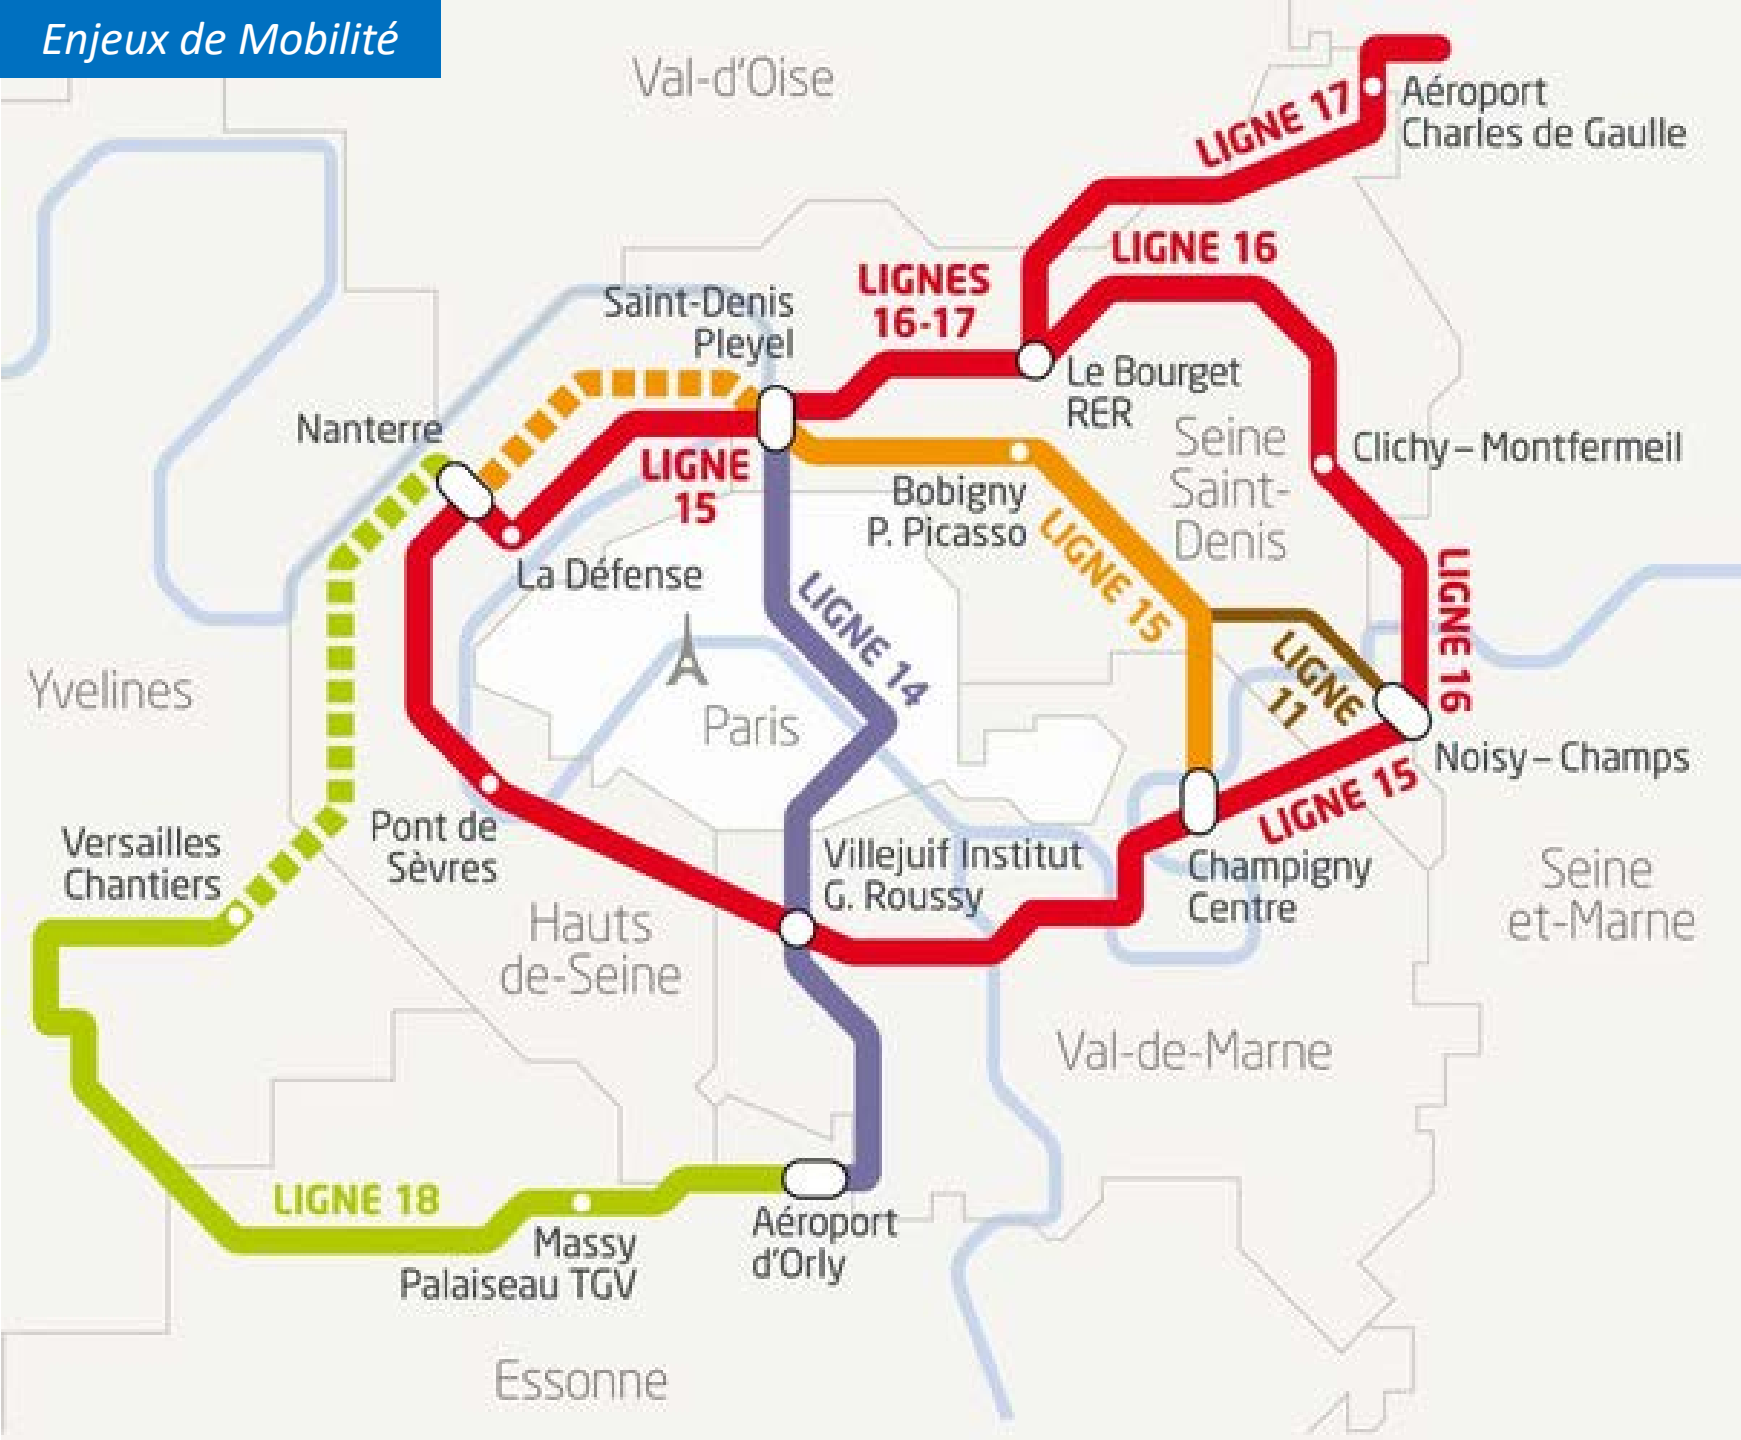 Enjeux de Mobilité
Val-d'Oise
LIGNE 17
Aéroport
Charles de Gaulle
LIGNE 16
LIGNES
16-17
Saint-Denis
Pleyel
Le Bourget
RER
Nanterre
Seine
Saint-
Denis
Clichy – Montfermeil
LIGNE
15
Bobigny
P. Picasso
LIGNE 15
La Défense
LIGNE 14
LIGNE 16
LIGNE
11
Yvelines
Paris
Noisy – Champs
LIGNE 15
Pont de
Sèvres
Versailles
Chantiers
Villejuif Institut
G. Roussy
Champigny
Centre
Seine
et-Marne
Hauts
de-Seine
Val-de-Marne
LIGNE 18
Massy
Palaiseau TGV
Aéroport
d'Orly
Essonne